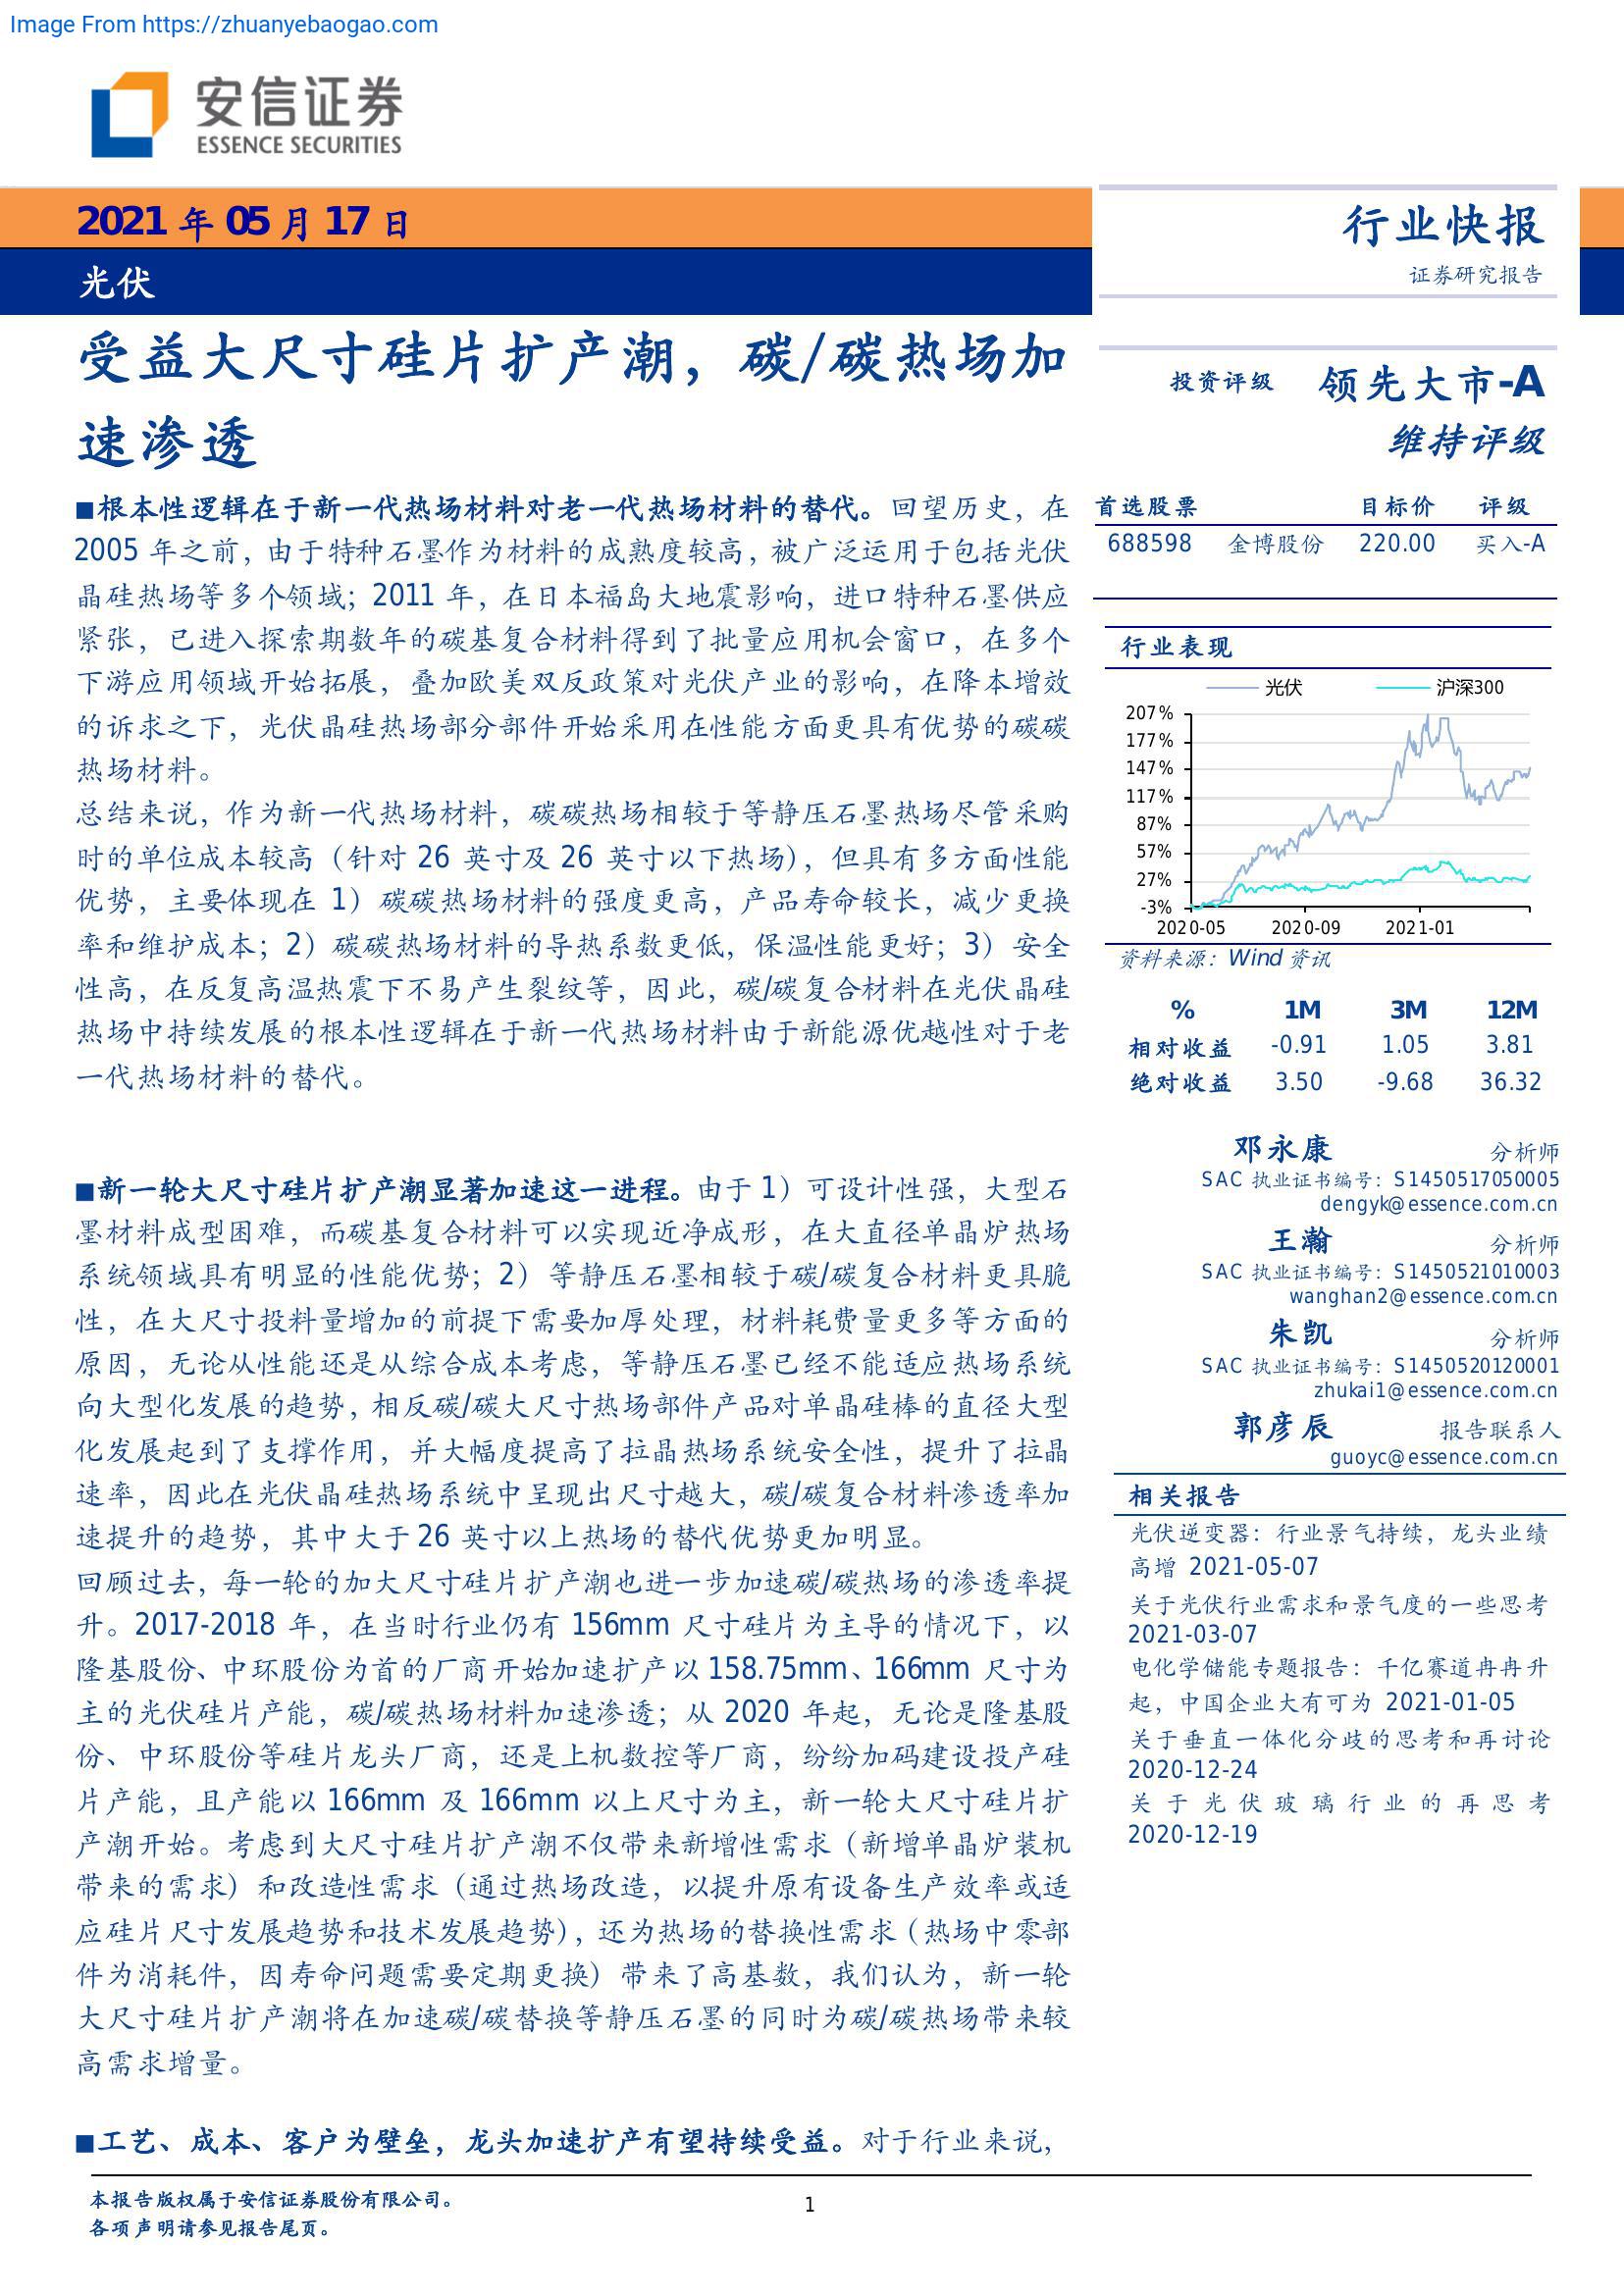 Image From https://zhuanyebaogao.com
安信证券
ESSENCE SECURITIES
2021 年 05 月 17 日
光伏
行业快报
证券研究报告
受益大尺寸硅片扩产潮，碳/碳热场加
速渗透
■根本性逻辑在于新一代热场材料对老一代热场材料的替代。回望历史，在
2005 年之前，由于特种石墨作为材料的成熟度较高，被广泛运用于包括光伏
晶硅热场等多个领域；2011 年，在日本福岛大地震影响，进口特种石墨供应
紧张，已进入探索期数年的碳基复合材料得到了批量应用机会窗口，在多个
下游应用领域开始拓展，叠加欧美双反政策对光伏产业的影响，在降本增效
的诉求之下，光伏晶硅热场部分部件开始采用在性能方面更具有优势的碳碳
热场材料。
总结来说，作为新一代热场材料，碳碳热场相较于等静压石墨热场尽管采购
时的单位成本较高（针对 26 英寸及 26 英寸以下热场），但具有多方面性能
优势，主要体现在 1）碳碳热场材料的强度更高，产品寿命较长，减少更换
率和维护成本；2）碳碳热场材料的导热系数更低，保温性能更好；3）安全
性高，在反复高温热震下不易产生裂纹等，因此，碳/碳复合材料在光伏晶硅
热场中持续发展的根本性逻辑在于新一代热场材料由于新能源优越性对于老
一代热场材料的替代。
■新一轮大尺寸硅片扩产潮显著加速这一进程。由于 1）可设计性强，大型石
墨材料成型困难，而碳基复合材料可以实现近净成形，在大直径单晶炉热场
系统领域具有明显的性能优势；2） 等静压石墨相较于碳/碳复合材料更具脆
性，在大尺寸投料量增加的前提下需要加厚处理，材料耗费量更多等方面的
原因，无论从性能还是从综合成本考虑，等静压石墨已经不能适应热场系统
向大型化发展的趋势，相反碳/碳大尺寸热场部件产品对单晶硅棒的直径大型
化发展起到了支撑作用，并大幅度提高了拉晶热场系统安全性，提升了拉晶
速率，因此在光伏晶硅热场系统中呈现出尺寸越大，碳/碳复合材料渗透率加
速提升的趋势，其中大于 26 英寸以上热场的替代优势更加明显。
回顾过去，每一轮的加大尺寸硅片扩产潮也进一步加速碳/碳热场的渗透率提
升。2017-2018 年，在当时行业仍有 156mm 尺寸硅片为主导的情况下，以
隆基股份、中环股份为首的厂商开始加速扩产以 158.75mm、166mm 尺寸为
主的光伏硅片产能，碳/碳热场材料加速渗透；从 2020 年起，无论是隆基股
份、中环股份等硅片龙头厂商，还是上机数控等厂商，纷纷加码建设投产硅
片产能，且产能以 166mm 及 166mm 以上尺寸为主，新一轮大尺寸硅片扩
产潮开始。考虑到大尺寸硅片扩产潮不仅带来新增性需求（新增单晶炉装机
带来的需求）和改造性需求（通过热场改造，以提升原有设备生产效率或适
应硅片尺寸发展趋势和技术发展趋势），还为热场的替换性需求（热场中零部
件为消耗件，因寿命问题需要定期更换）带来了高基数，我们认为，新一轮
大尺寸硅片扩产潮将在加速碳/碳替换等静压石墨的同时为碳/碳热场带来较
高需求增量。
■工艺、成本、客户为壁垒，龙头加速扩产有望持续受益。对于行业来说，
投资评级 领先大市-A
维持评级
首选股票 目标价 评级
688598 金博股份 220.00 买入-A
行业表现
光伏 沪深300
207%
177%
147%
117%
87%
57%
27%
-3%
2020-05 2020-09 2021-01
资料来源：Wind 资讯
% 1M 3M 12M
相对收益 -0.91 1.05 3.81
绝对收益 3.50 -9.68 36.32
邓永康 分析师
SAC 执业证书编号：S1450517050005
dengyk@essence.com.cn
王瀚 分析师
SAC 执业证书编号：S1450521010003
wanghan2@essence.com.cn
朱凯 分析师
SAC 执业证书编号：S1450520120001
zhukai1@essence.com.cn
郭彦辰 报告联系人
guoyc@essence.com.cn
相关报告
光伏逆变器：行业景气持续，龙头业绩
高增 2021-05-07
关于光伏行业需求和景气度的一些思考
2021-03-07
电化学储能专题报告：千亿赛道冉冉升
起，中国企业大有可为 2021-01-05
关于垂直一体化分歧的思考和再讨论
2020-12-24
关于光伏玻璃行业的再思考
2020-12-19
本报告版权属于安信证券股份有限公司。
各项声明请参见报告尾页。
1